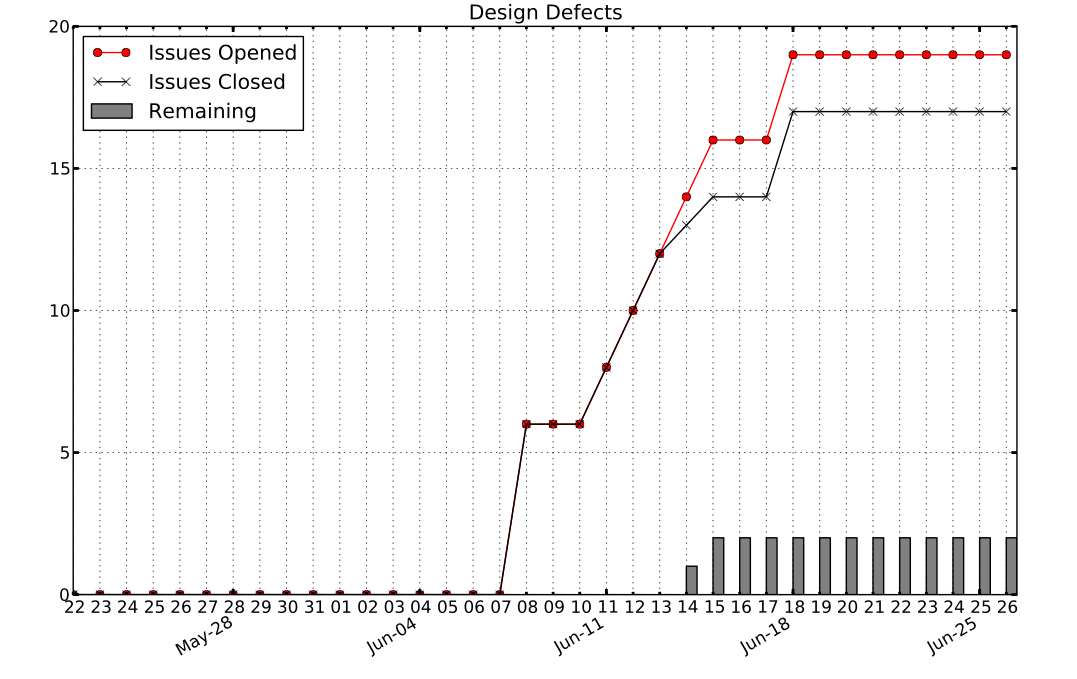 Design Defects
Issues Opened
Issues Closed
Remaining
20
15
10
5
0
22 23 24 25 26 27 28 29 30 31 01 02 03 04 05 06 07 08 09 10 11 12 13 14 15 16 17 18 19 20 21 22 23 24 25 26
May-28 Jun-04 Jun-11 Jun-18 Jun-25